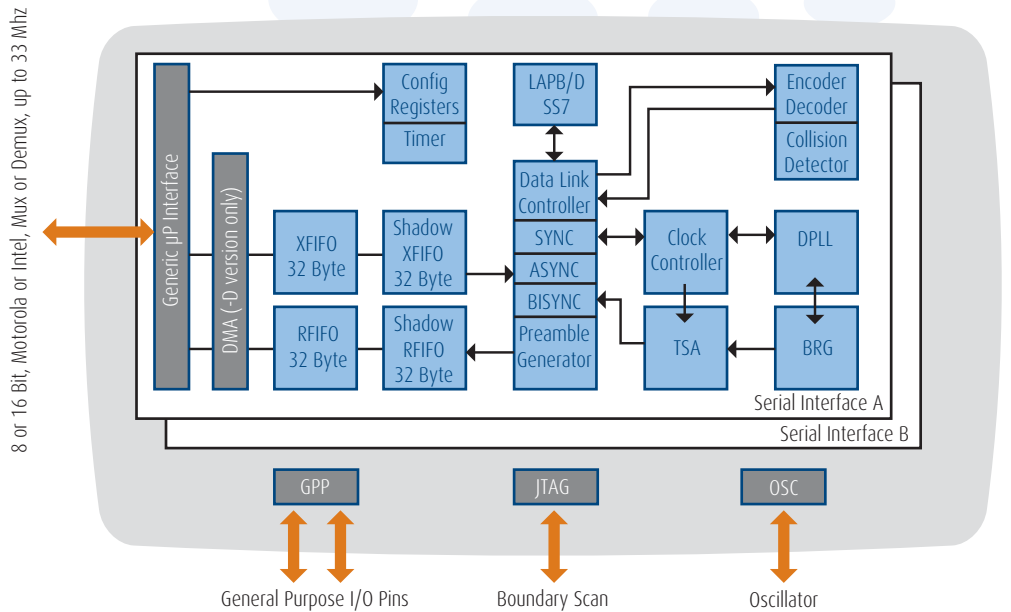 8 or 16 Bit, Motorola or Intel, Mux or Demux, up to 33 Mhz
Generic µP Interface
DMA (-D version only)
Config
Registers
Timer
LAPB/D
SS7
Encoder
Decoder
Collision
Detector
Data Link
Controller
SYNC
ASYNC
BISYNC
Preamble
Generator
XFIFO
32 Byte
Shadow
XFIFO
32 Byte
Clock
Controller
DPLL
RFIFO
32 Byte
Shadow
RFIFO
32 Byte
TSA
BRG
Serial Interface A
Serial Interface B
GPP
JTAG
OSC
General Purpose I/O Pins
Boundary Scan
Oscillator